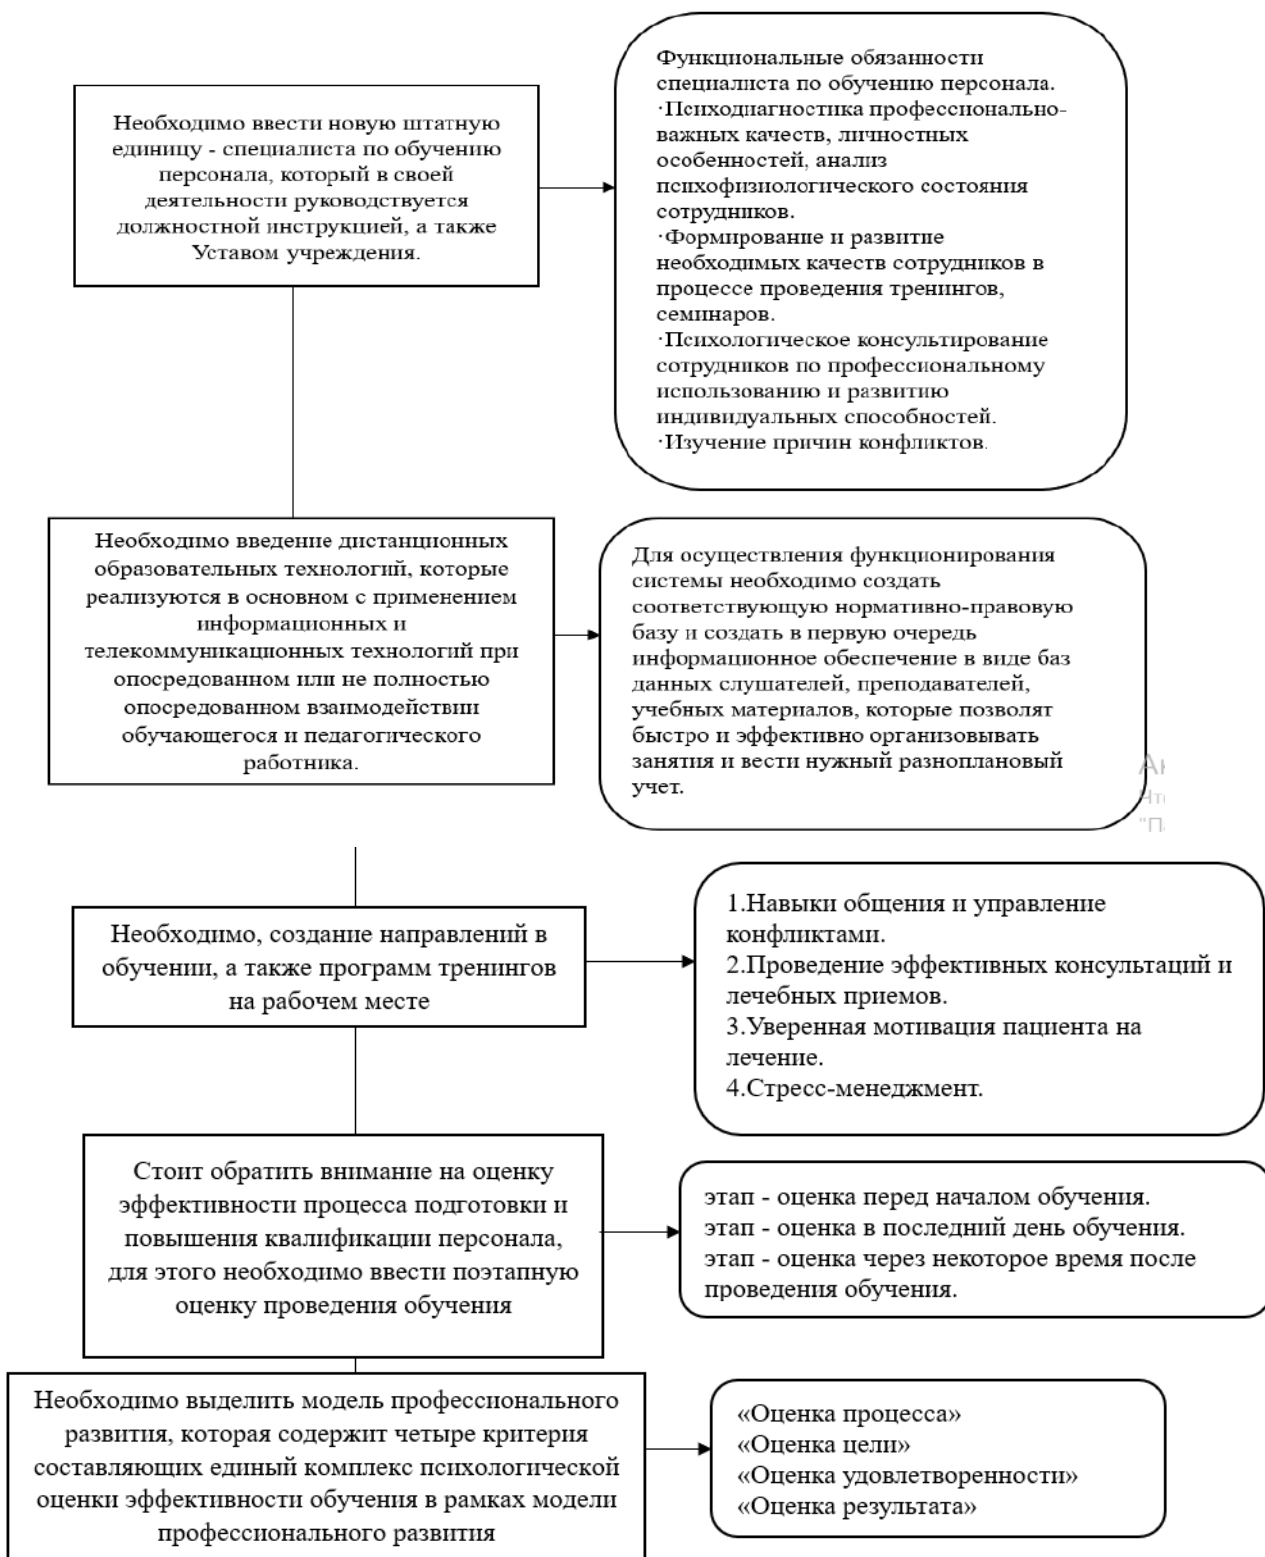 Необходимо ввести новую штатную
единицу - специалиста по обучению
персонала, который в своей
деятельности руководствуется
должностной инструкцией, а также
Уставом учреждения.
Функциональные обязанности
специалиста по обучению персонала.
·Психодиагностика профессионально-
важных качеств, личностных
особенностей, анализ
психофизиологического состояния
сотрудников.
·Формирование и развитие
необходимых качеств сотрудников в
процессе проведения тренингов,
семинаров.
·Психологическое консультирование
сотрудников по профессиональному
использованию и развитию
индивидуальных способностей.
·Изучение причин конфликтов.
Необходимо введение дистанционных
образовательных технологий, которые
реализуются в основном с применением
информационных и
телекоммуникационных технологий при
опосредованном или не полностью
опосредованном взаимодействии
обучающегося и педагогического
работника.
Для осуществления функционирования
системы необходимо создать
соответствующую нормативно-правовую
базу и создать в первую очередь
информационное обеспечение в виде баз
данных слушателей, преподавателей,
учебных материалов, которые позволят
быстро и эффективно организовывать
занятия и вести нужный разноплановый
учет.
Необходимо, создание направлений в
обучении, а также программ тренингов
на рабочем месте
1.Навыки общения и управление
конфликтами.
2.Проведение эффективных консультаций и
лечебных приемов.
3.Уверенная мотивация пациента на
лечение.
4.Стресс-менеджмент.
Стоит обратить внимание на оценку
эффективности процесса подготовки и
повышения квалификации персонала,
для этого необходимо ввести поэтапную
оценку проведения обучения
этап - оценка перед началом обучения.
этап - оценка в последний день обучения.
этап - оценка через некоторое время после
проведения обучения.
Необходимо выделить модель профессионального
развития, которая содержит четыре критерия
составляющих единый комплекс психологической
оценки эффективности обучения в рамках модели
профессионального развития
«Оценка процесса»
«Оценка цели»
«Оценка удовлетворенности»
«Оценка результата»